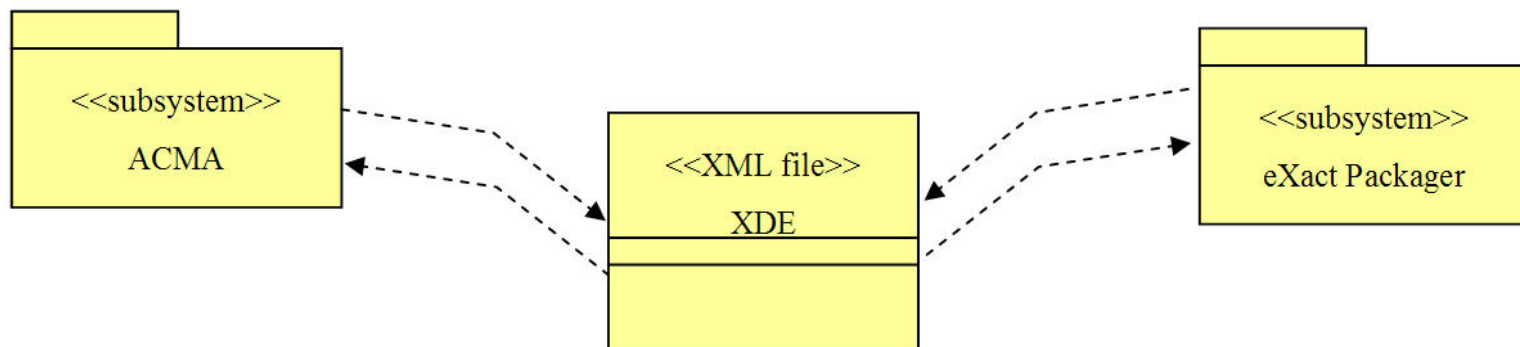 <<subsystem>>
ACMA
<<XML file>>
XDE
<<subsystem>>
eXact Packager